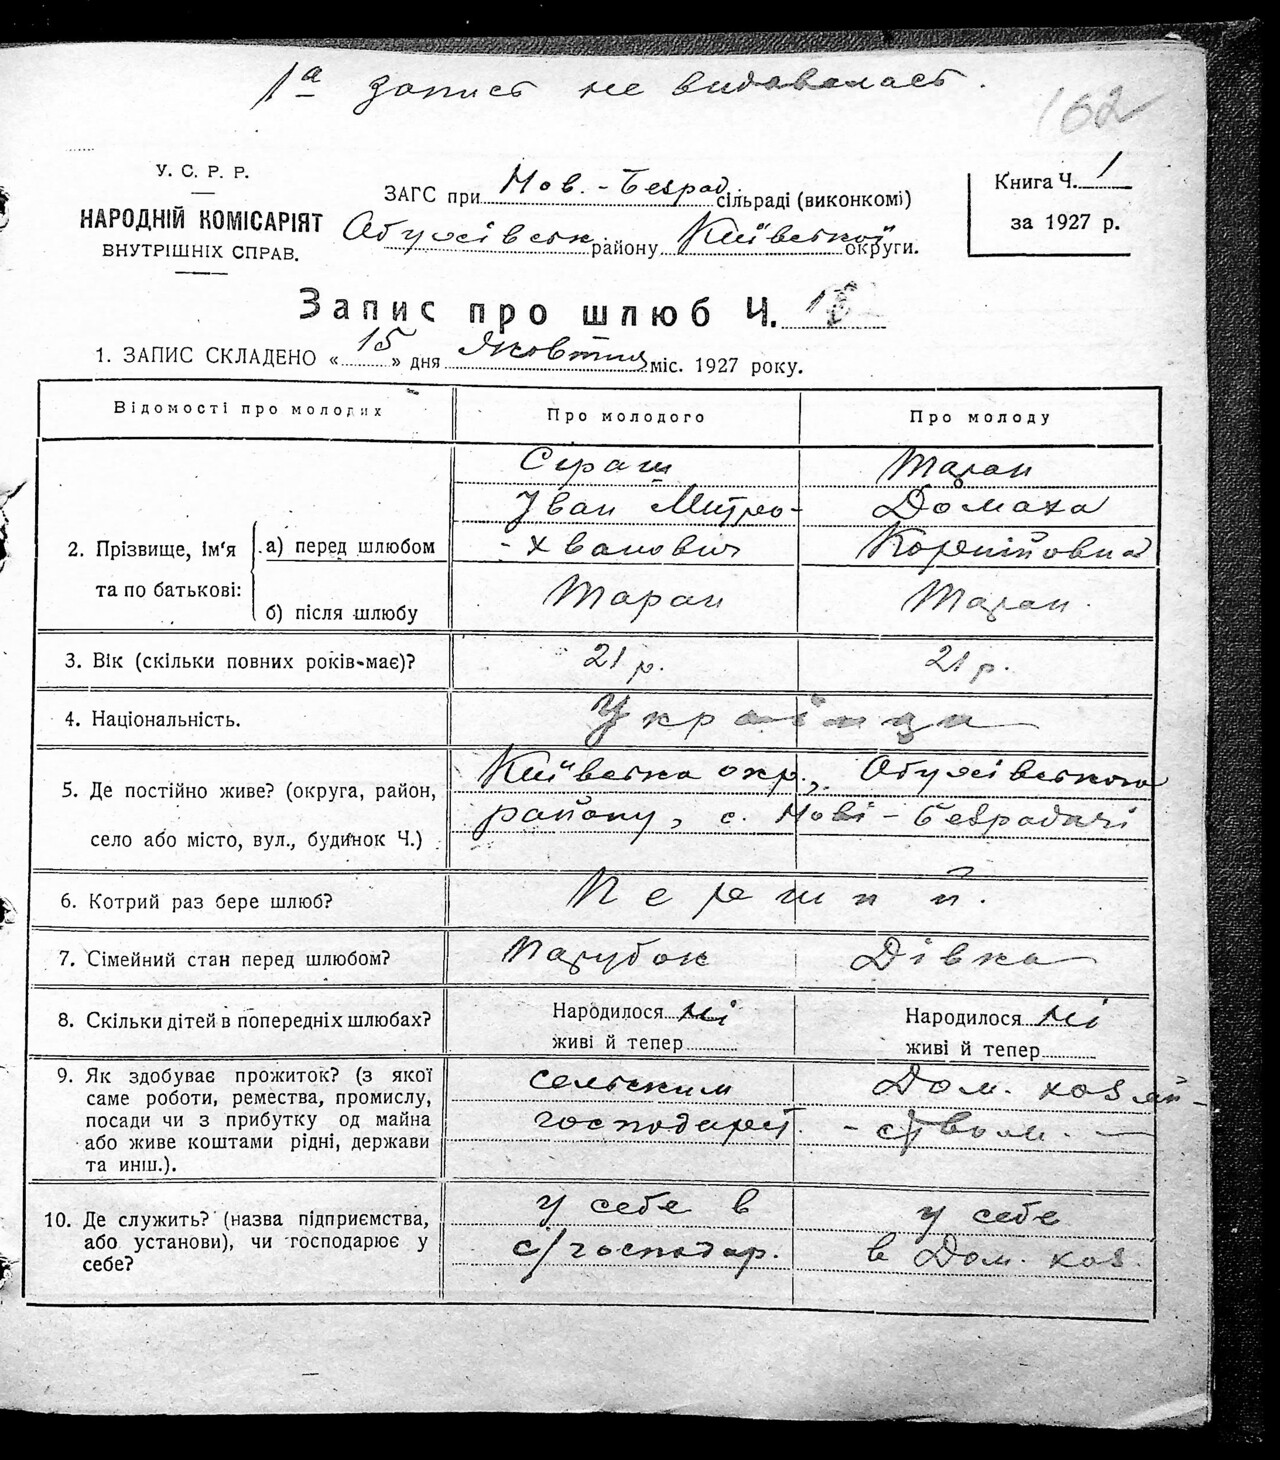 1а запись не видавалась.
162
У. С. Р. Р.
НАРОДНІЙ КОМІСАРІЯТ
ВНУТРІШНІХ СПРАВ.
ЗАГС при Нов.-Безрад. сільраді (виконкомі)
Обухівськ району Київської округи.
Книга Ч. 1
за 1927 р.
Запис про шлюб Ч.
1. ЗАПИС СКЛАДЕНО « 15 » дня Жовтня міс. 1927 року.
Відомості про молодих
Про молодого
Про молоду
2. Прізвище, ім'я та по батькові:
а) перед шлюбом
Іван Митро-
-хванович
Таран
Домаха
б) після шлюбу
Таран
Таран.
3. Вік (скільки повних років має)?
21 р.
21 р.
4. Національність.
Українци
5. Де постійно живе? (округа, район,
село або місто, вул., будинок Ч.)
Київська окр., Обухівського
району, с. Нові-Безрадичі
6. Котрий раз бере шлюб?
Перший.
7. Сімейний стан перед шлюбом?
Парубок
Дівка
8. Скільки дітей в попередніх шлюбах?
Народилося ні
живі й тепер
Народилося ні
живі й тепер
9. Як здобуває прожиток? (з якої
саме роботи, ремества, промислу,
посади чи з прибутку од майна
або живе коштами рідні, держави
та инш.).
сельским
господарст.
Дом. хозяй-
-ством.
10. Де служить? (назва підприємства,
або установи), чи господарює у
себе?
у себе в
с/господар.
у себе
в Дом. хоз.